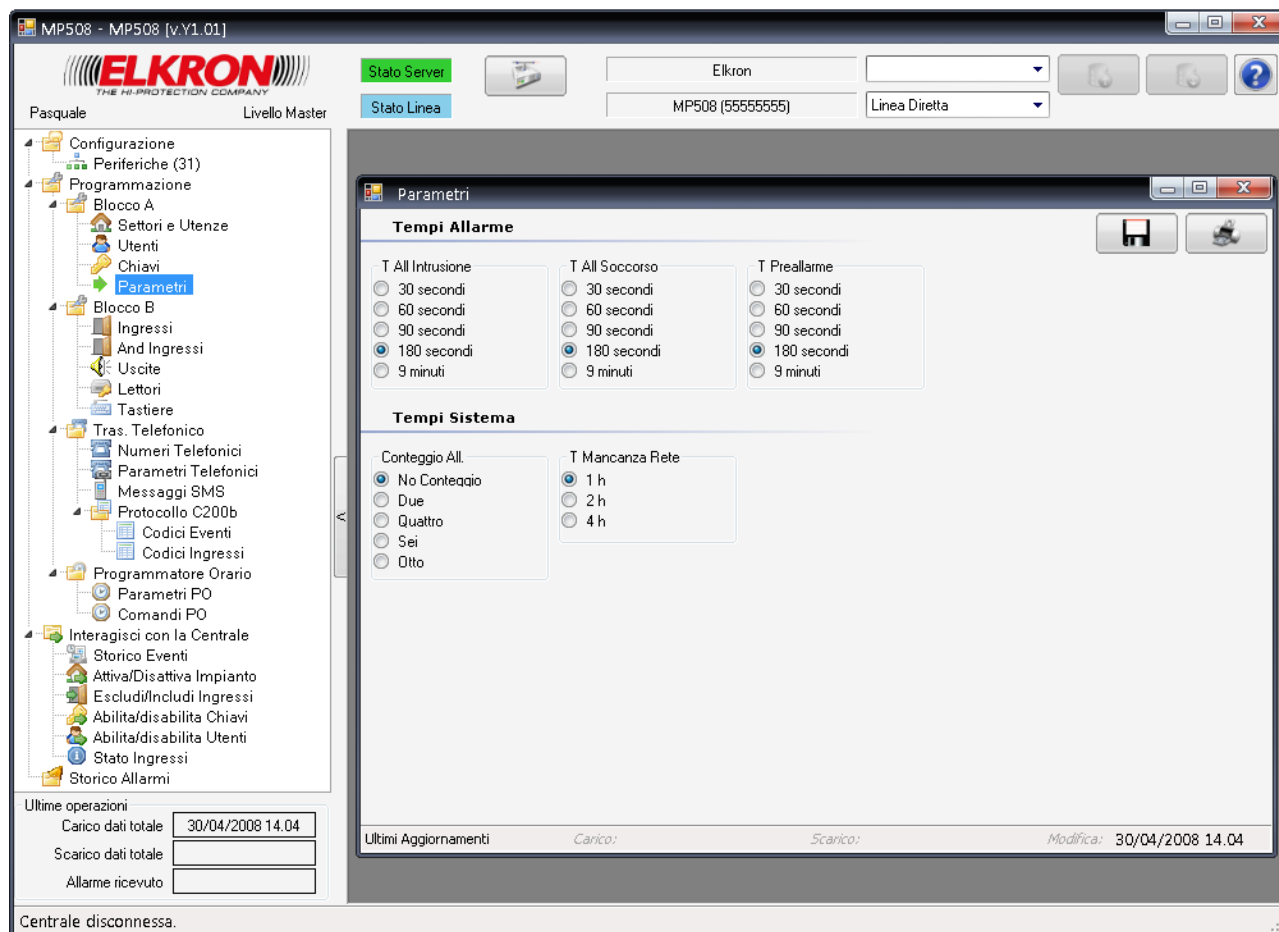 MP508 - MP508 [v.Y1.01]
ELKRON
THE HI-PROTECTION COMPANY
Pasquale
Livello Master
Stato Server
Stato Linea
Elkron
MP508 (55555555)
Linea Diretta
Configurazione
Periferiche (31)
Programmazione
Blocco A
Settori e Utenze
Utenti
Chiavi
Parametri
Blocco B
Ingressi
And Ingressi
Uscite
Lettori
Tastiere
Tras. Telefonico
Numeri Telefonici
Parametri Telefonici
Messaggi SMS
Protocollo C200b
Codici Eventi
Codici Ingressi
Programmatore Orario
Parametri PO
Comandi PO
Interagisci con la Centrale
Storico Eventi
Attiva/Disattiva Impianto
Escludi/Includi Ingressi
Abilita/disabilita Chiavi
Abilita/disabilita Utenti
Stato Ingressi
Storico Allarmi
Ultime operazioni
Carico dati totale 30/04/2008 14.04
Scarico dati totale
Allarme ricevuto
Centrale disconnessa.
<
Parametri
Tempi Allarme
T All Intrusione
30 secondi
60 secondi
90 secondi
180 secondi
9 minuti
T All Soccorso
30 secondi
60 secondi
90 secondi
180 secondi
9 minuti
T Preallarme
30 secondi
60 secondi
90 secondi
180 secondi
9 minuti
Tempi Sistema
Conteggio All.
No Conteggio
Due
Quattro
Sei
Otto
T Mancanza Rete
1 h
2 h
4 h
Ultimi Aggiornamenti Carico: Scarico: Modifica: 30/04/2008 14.04